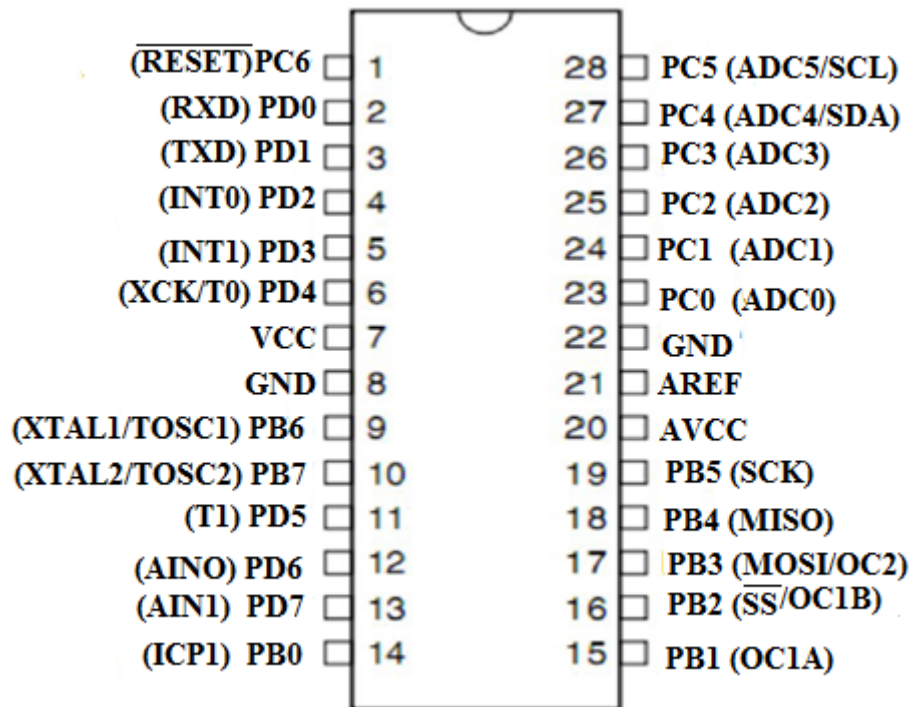 (RESET)PC6 1 28 PC5 (ADC5/SCL)
(RXD) PD0 2 27 PC4 (ADC4/SDA)
(TXD) PD1 3 26 PC3 (ADC3)
(INT0) PD2 4 25 PC2 (ADC2)
(INT1) PD3 5 24 PC1 (ADC1)
(XCK/T0) PD4 6 23 PC0 (ADC0)
VCC 7 22 GND
GND 8 21 AREF
(XTAL1/TOSC1) PB6 9 20 AVCC
(XTAL2/TOSC2) PB7 10 19 PB5 (SCK)
(T1) PD5 11 18 PB4 (MISO)
(AINO) PD6 12 17 PB3 (MOSI/OC2)
(AIN1) PD7 13 16 PB2 (SS/OC1B)
(ICP1) PB0 14 15 PB1 (OC1A)